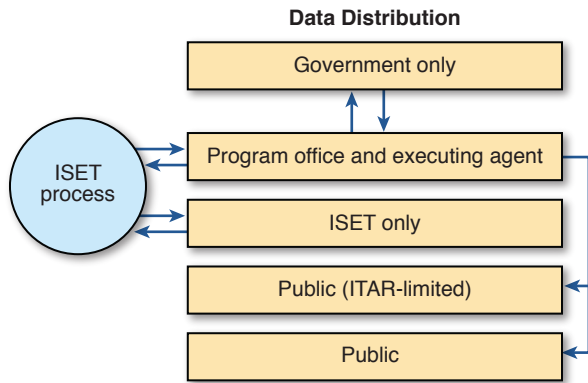 Data Distribution
Government only
Program office and executing agent
ISET
process
ISET only
Public (ITAR-limited)
Public